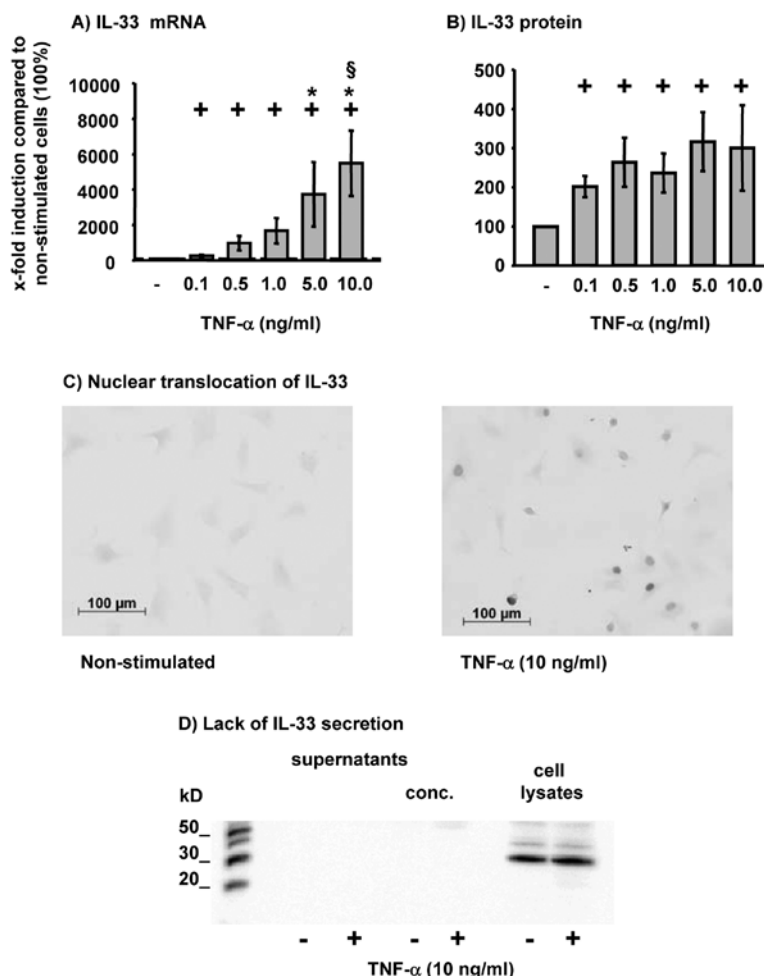 A) IL-33 mRNA
x-fold induction compared to
non-stimulated cells (100%)
10000
8000
6000
4000
2000
0
§
* *
+ + + + +
- 0.1 0.5 1.0 5.0 10.0
TNF-α (ng/ml)
B) IL-33 protein
500
400
300
200
100
0
+ + + + +
- 0.1 0.5 1.0 5.0 10.0
TNF-α (ng/ml)
C) Nuclear translocation of IL-33
100 µm
100 µm
Non-stimulated
TNF-α (10 ng/ml)
D) Lack of IL-33 secretion
supernatants
conc.
cell
lysates
kD
50_
30_
20_
- + - + - +
TNF-α (10 ng/ml)